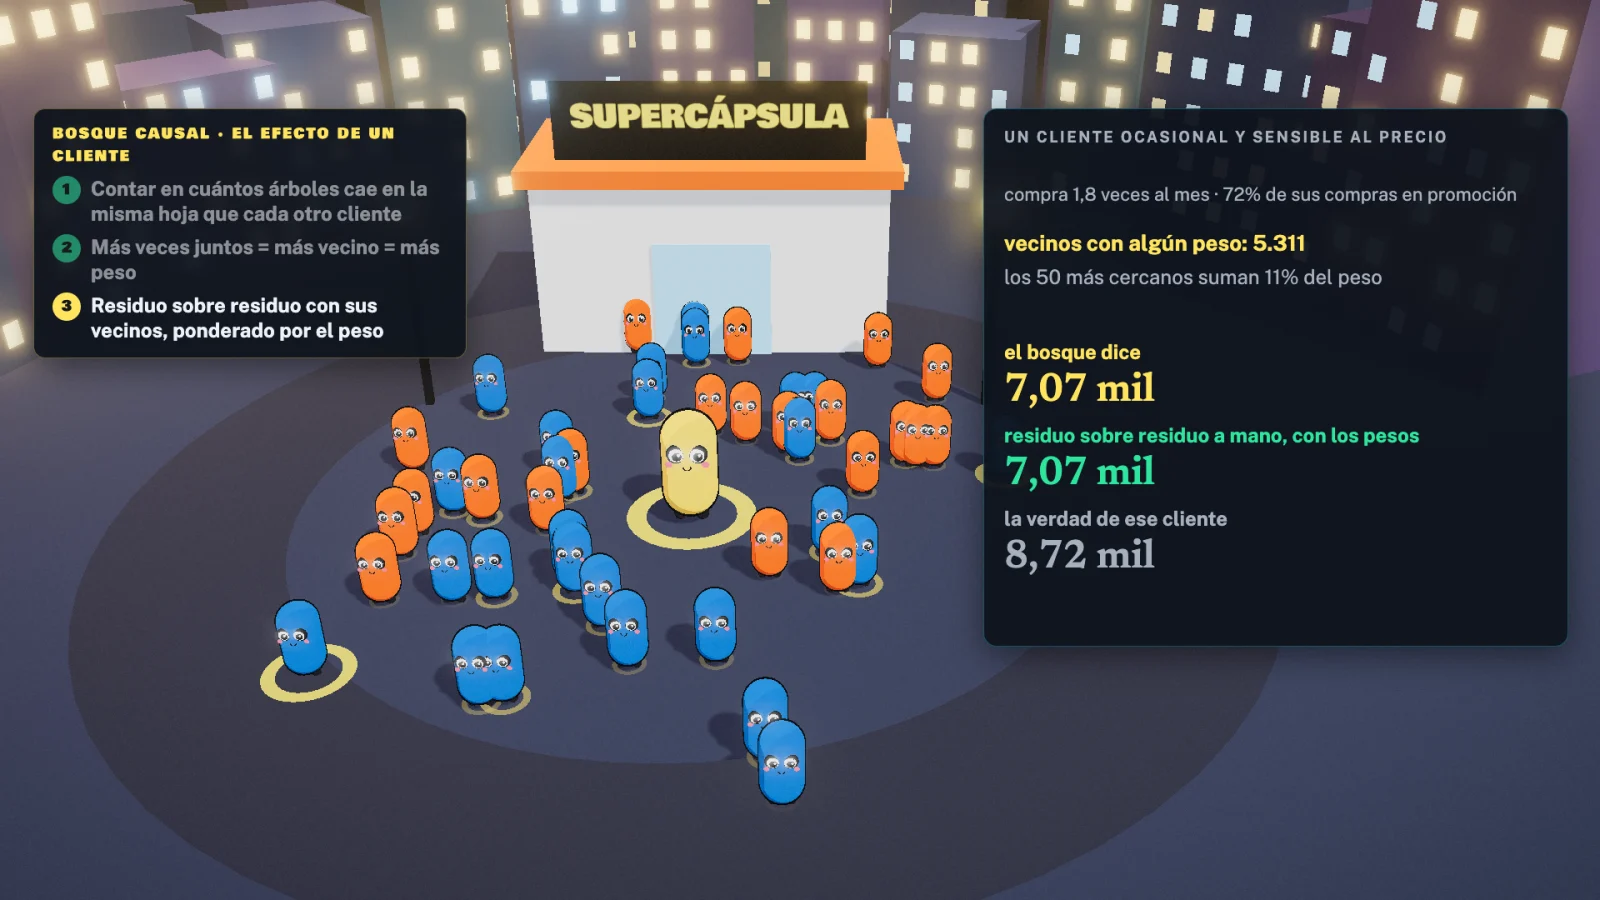 SUPERCÁPSULA
BOSQUE CAUSAL · EL EFECTO DE UN
CLIENTE
1 Contar en cuántos árboles cae en la
misma hoja que cada otro cliente
2 Más veces juntos = más vecino = más
peso
3 Residuo sobre residuo con sus
vecinos, ponderado por el peso
UN CLIENTE OCASIONAL Y SENSIBLE AL PRECIO
compra 1,8 veces al mes · 72% de sus compras en promoción
vecinos con algún peso: 5.311
los 50 más cercanos suman 11% del peso
el bosque dice
7,07 mil
residuo sobre residuo a mano, con los pesos
7,07 mil
la verdad de ese cliente
8,72 mil